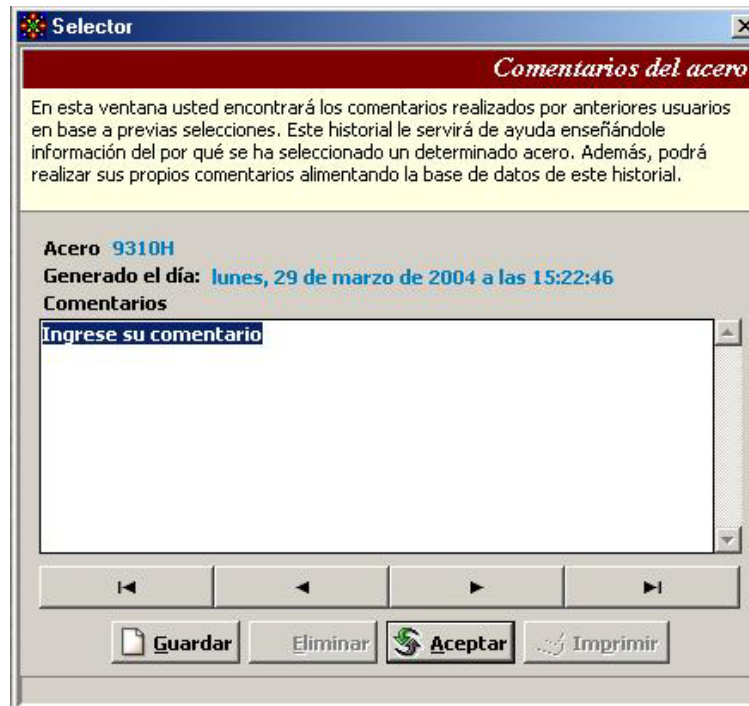 Selector
Comentarios del acero
En esta ventana usted encontrará los comentarios realizados por anteriores usuarios
en base a previas selecciones. Este historial le servirá de ayuda enseñándole
información del por qué se ha seleccionado un determinado acero. Además, podrá
realizar sus propios comentarios alimentando la base de datos de este historial.
Acero 9310H
Generado el día: lunes, 29 de marzo de 2004 a las 15:22:46
Comentarios
Ingrese su comentario
Guardar Eliminar Aceptar Imprimir